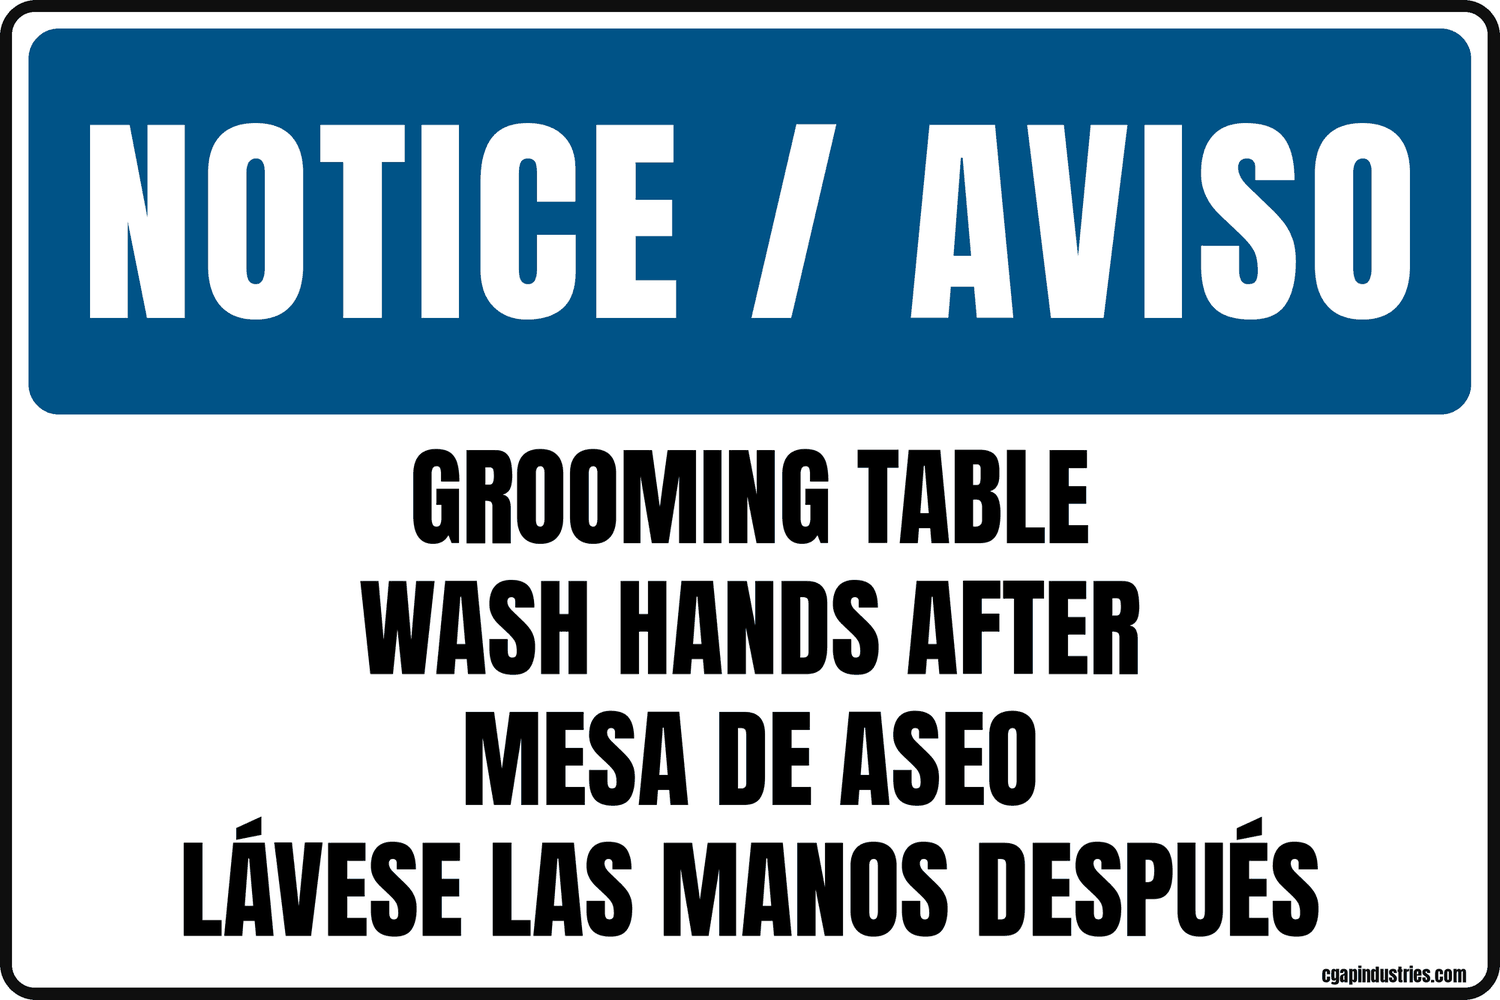 NOTICE / AVISO
GROOMING TABLE
WASH HANDS AFTER
MESA DE ASEO
LÁVESE LAS MANOS DESPUÉS
cgapindustries.com